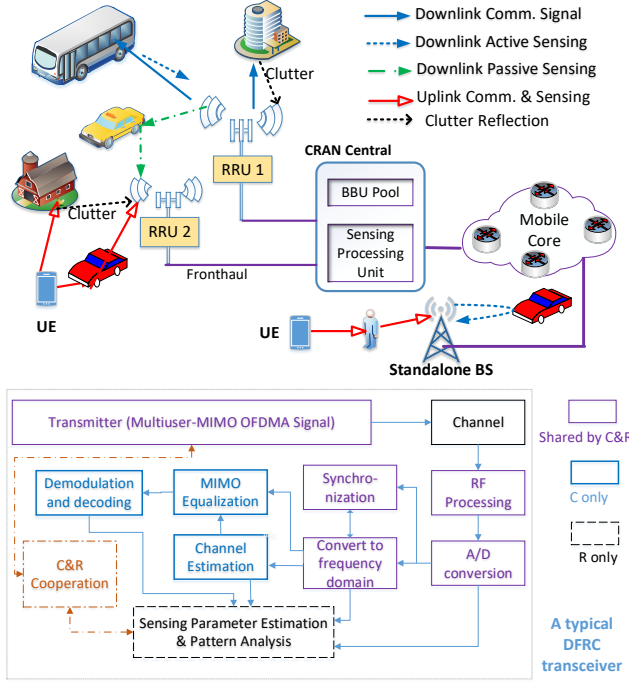 Downlink Comm. Signal
Downlink Active Sensing
Downlink Passive Sensing
Uplink Comm. & Sensing
Clutter Reflection
Clutter
RRU 1
CRAN Central
BBU Pool
Sensing
Processing
Unit
Mobile
Core
Clutter
RRU 2
Fronthaul
UE
UE
Standalone BS
Transmitter (Multiuser-MIMO OFDMA Signal)
Channel
Shared by C&R
Demodulation
and decoding
MIMO
Equalization
Synchro-
nization
RF
Processing
C only
C&R
Cooperation
Channel
Estimation
Convert to
frequency
domain
A/D
conversion
R only
Sensing Parameter Estimation
& Pattern Analysis
A typical
DFRC
transceiver